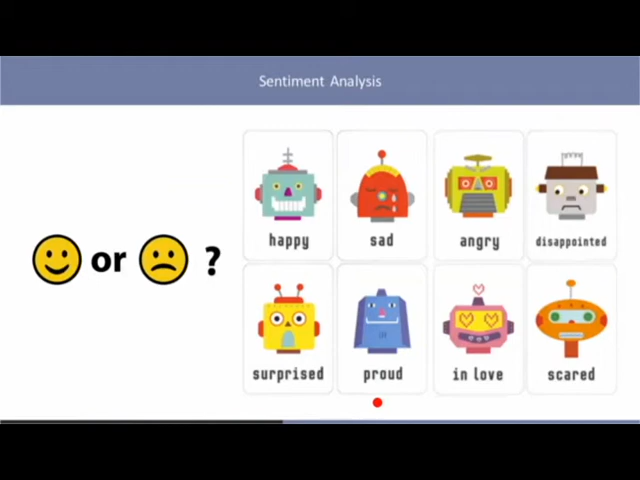 Sentiment Analysis
or ?
happy sad angry disappointed
surprised proud in love scared